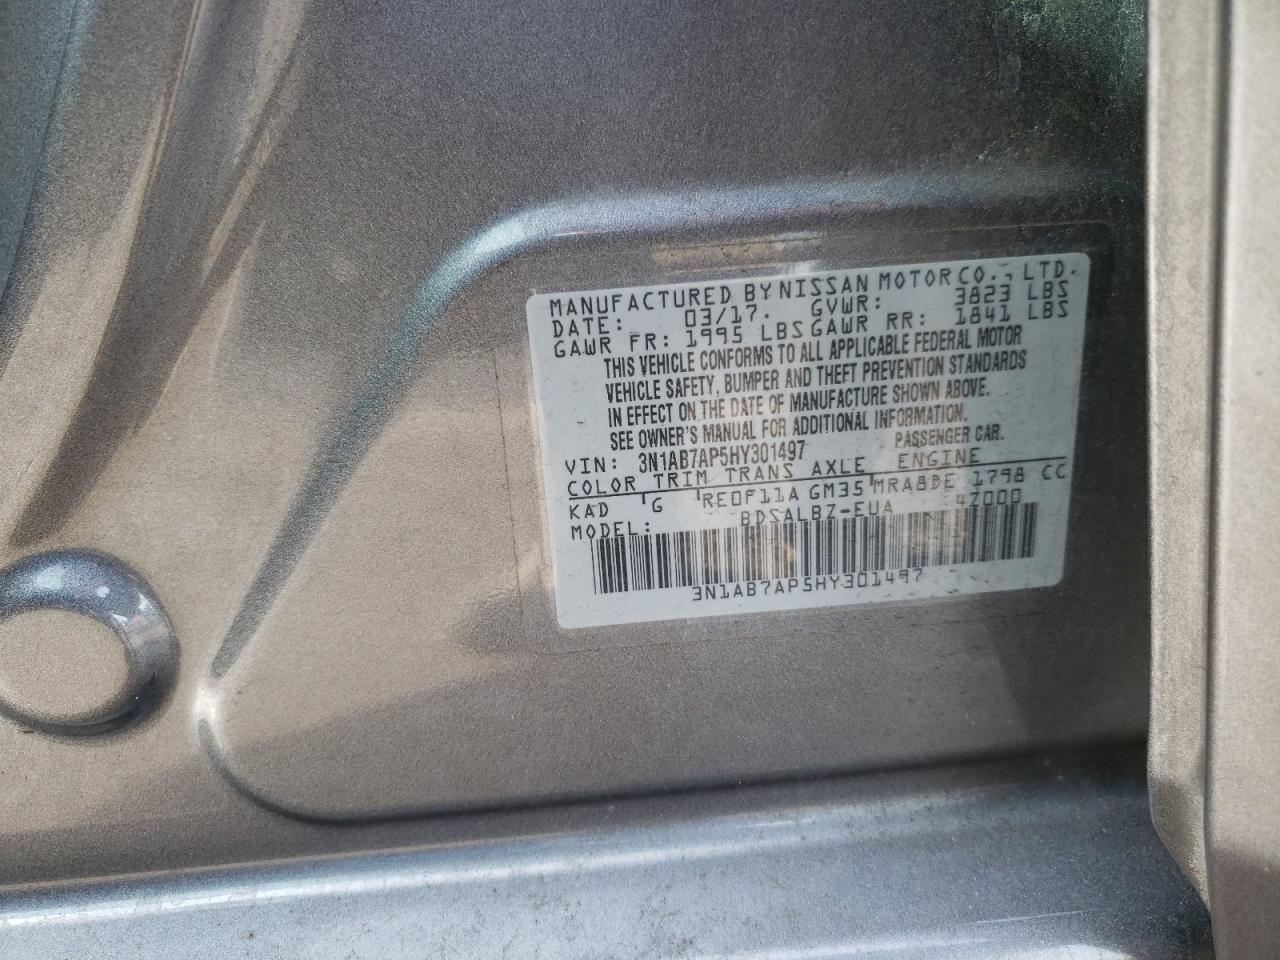 MANUFACTURED BY NISSAN MOTOR CO., LTD.
DATE: 03/17. GVWR: 3823 LBS
GAWR FR: 1995 LBS GAWR RR: 1841 LBS
THIS VEHICLE CONFORMS TO ALL APPLICABLE FEDERAL MOTOR
VEHICLE SAFETY, BUMPER AND THEFT PREVENTION STANDARDS
IN EFFECT ON THE DATE OF MANUFACTURE SHOWN ABOVE.
SEE OWNER'S MANUAL FOR ADDITIONAL INFORMATION.
VIN: 3N1AB7AP5HY301497 PASSENGER CAR.
COLOR TRIM TRANS AXLE ENGINE
KAD G RE0F11A GM35 MRA8DE 1798 CC
MODEL: BDSALBZ-EUA 4Z000
3N1AB7AP5HY301497